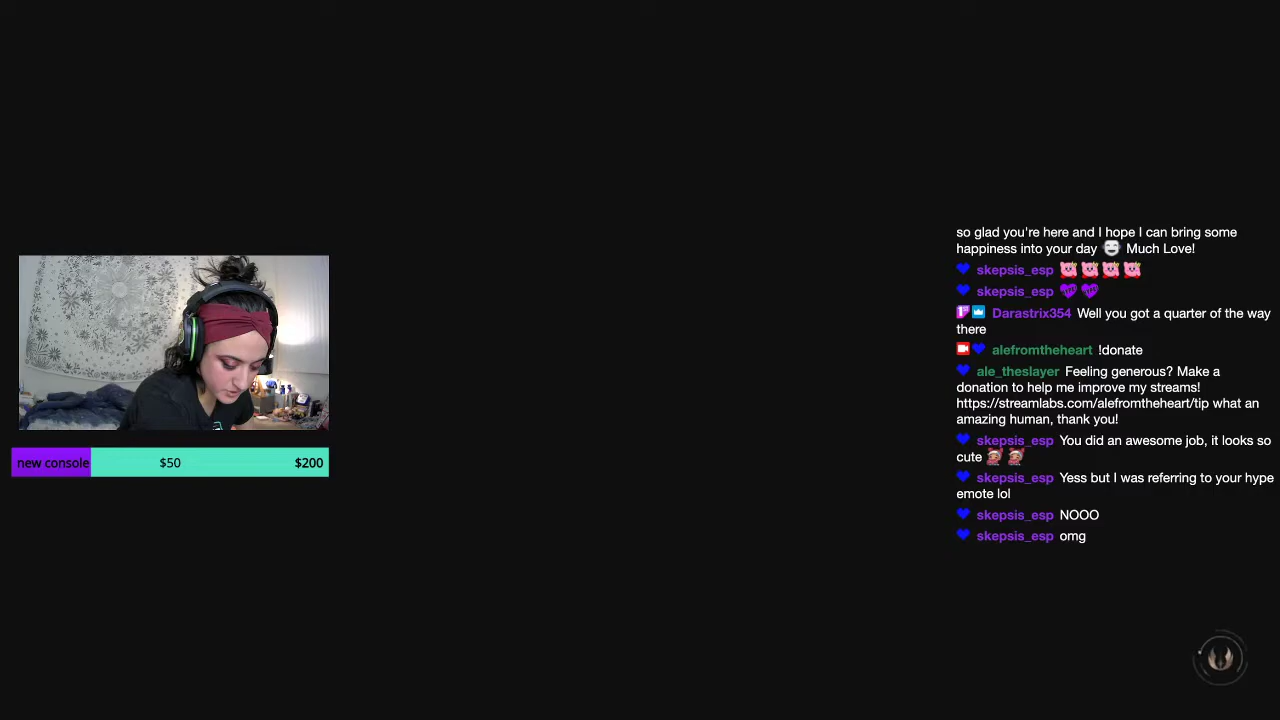 so glad you're here and I hope I can bring some
happiness into your day Much Love!
skepsis_esp
skepsis_esp
Darastrix354 Well you got a quarter of the way
there
alefromtheheart !donate
ale_theslayer Feeling generous? Make a
donation to help me improve my streams!
https://streamlabs.com/alefromtheheart/tip what an
amazing human, thank you!
skepsis_esp You did an awesome job, it looks so
cute
skepsis_esp Yess but I was referring to your hype
emote lol
skepsis_esp NOOO
skepsis_esp omg
new console $50 $200